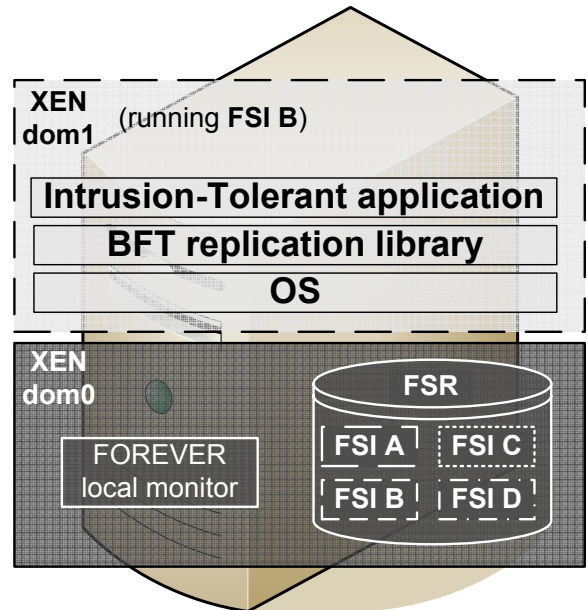 XEN
dom1
(running FSI B)
Intrusion-Tolerant application
BFT replication library
OS
XEN
dom0
FSR
FOREVER
local monitor
FSI A
FSI C
FSI B
FSI D